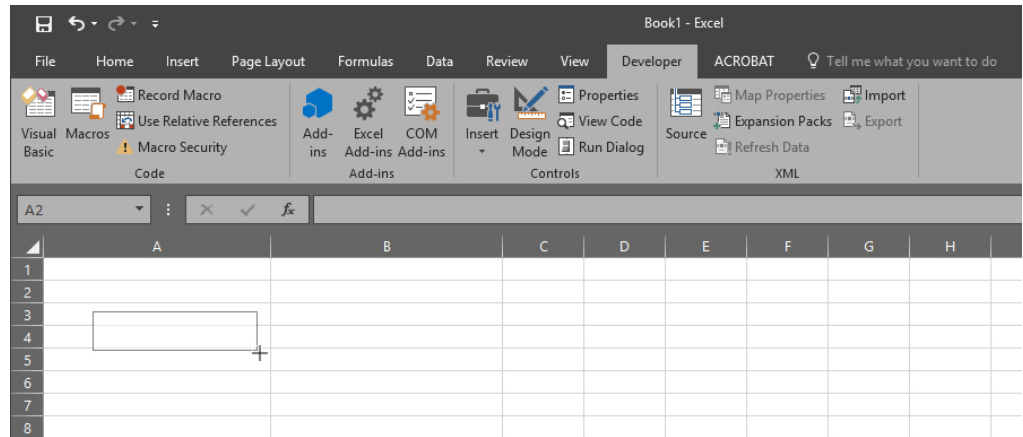 Book1 - Excel
File Home Insert Page Layout Formulas Data Review View Developer ACROBAT Tell me what you want to do
Record Macro Properties Map Properties Import
Use Relative References View Code Expansion Packs Export
Visual Basic Macros Macro Security Add-ins Excel Add-ins COM Add-ins Insert Design Mode Run Dialog Source Refresh Data
Code Add-ins Controls XML
A2 fx
A B C D E F G H
1
2
3
4
5
6
7
8